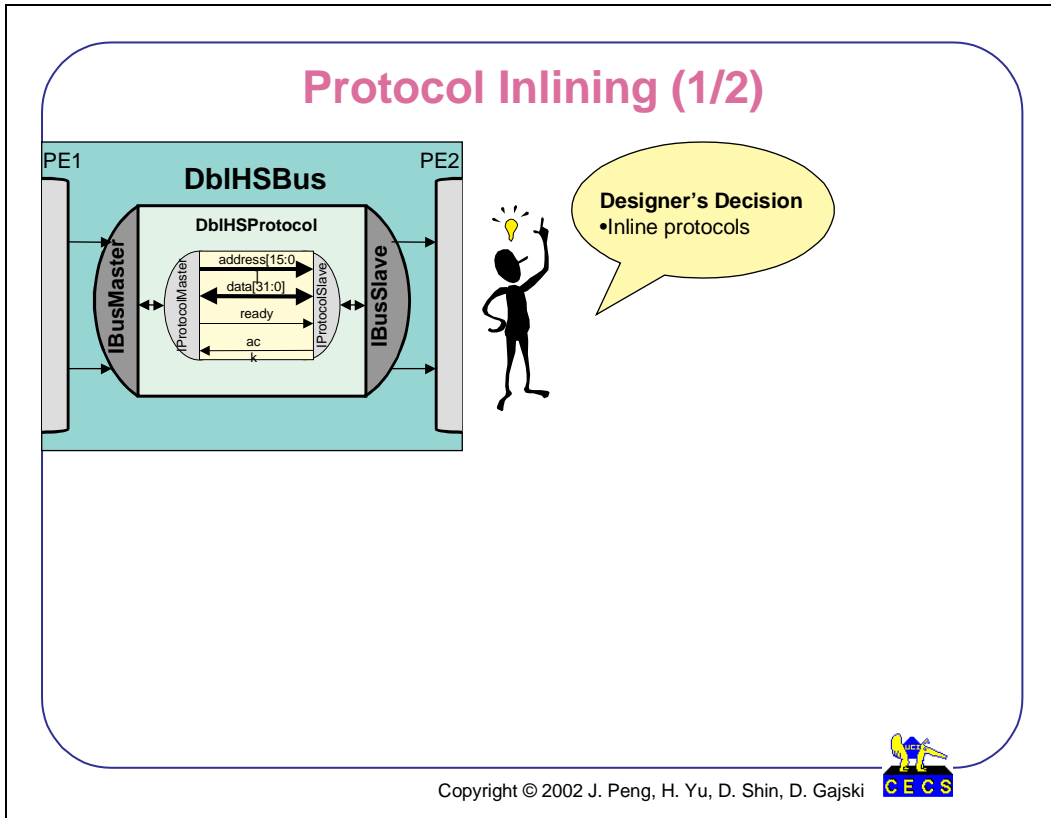 Protocol Inlining (1/2)
PE1
PE2
DblHSBus
DblHSProtocol
IBusMaster
IProtocolMaster
address[15:0
]
data[31:0]
ready
ac
k
IProtocolSlave
IBusSlave
Designer's Decision
•Inline protocols
Copyright © 2002 J. Peng, H. Yu, D. Shin, D. Gajski
UCI
CECS